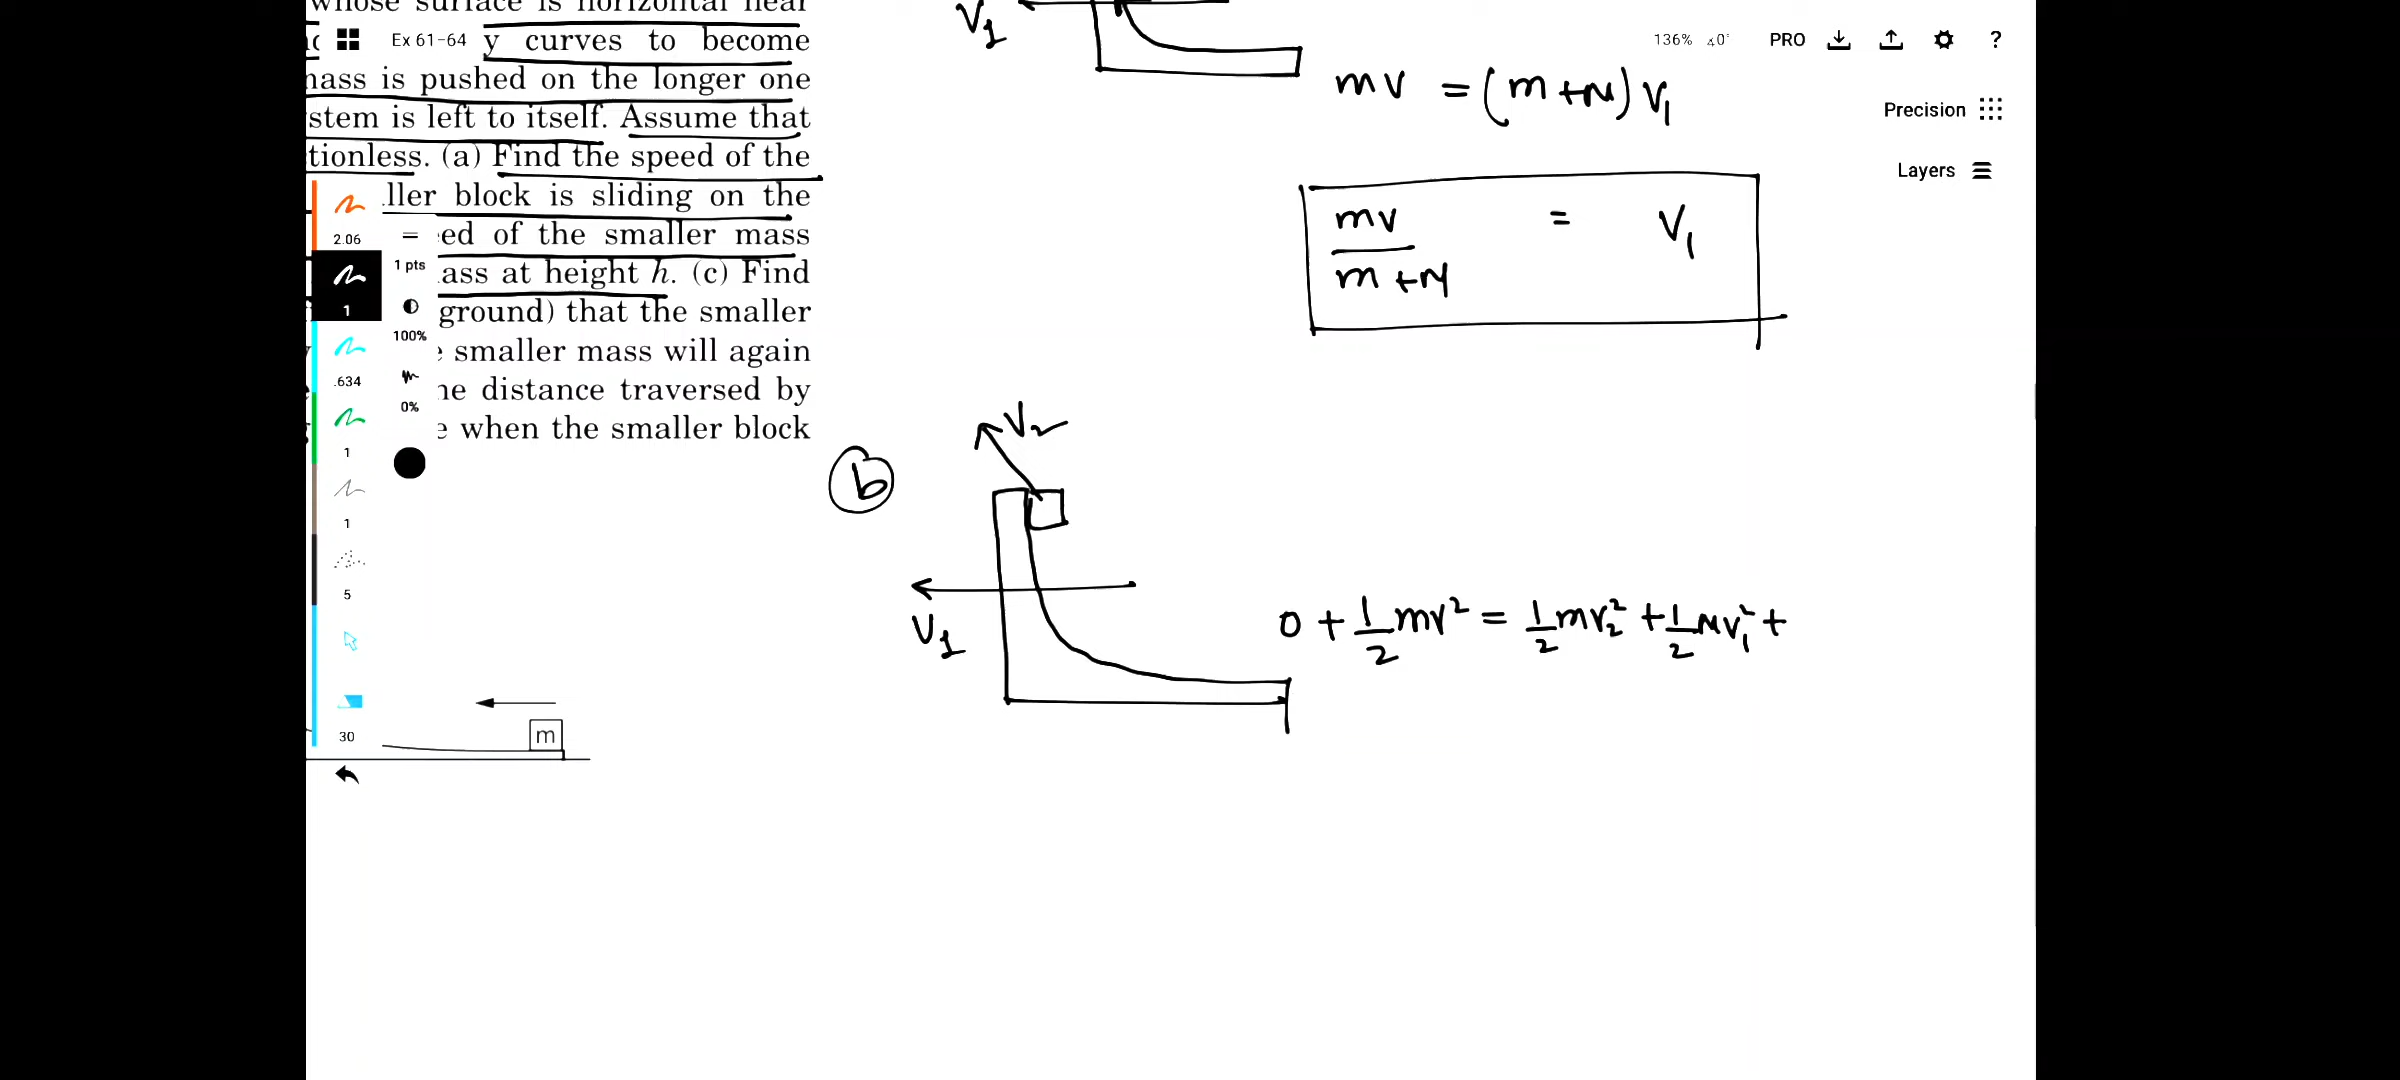 whose surface is horizontal near
Ex 61-64
y curves to become
mass is pushed on the longer one
stem is left to itself. Assume that
tionless. (a) Find the speed of the
ller block is sliding on the
= eed of the smaller mass
ass at height h. (c) Find
ground) that the smaller
smaller mass will again
he distance traversed by
e when the smaller block
2.06
1 pts
1
100%
.634
0%
1
1
5
30
m
136% 40°
PRO
?
Precision
Layers
V1
mv = (m+M) V1
mv = V1
m+M
b
V2
V1
0 + 1/2 mv² = 1/2 mv2² + 1/2 Mv1² +